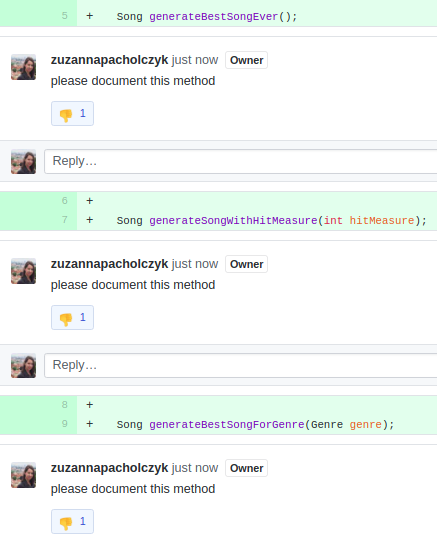 5 + Song generateBestSongEver();
zuzannapacholczyk just now Owner
please document this method
👎 1
Reply…
6 +
7 + Song generateSongWithHitMeasure(int hitMeasure);
zuzannapacholczyk just now Owner
please document this method
👎 1
Reply…
8 +
9 + Song generateBestSongForGenre(Genre genre);
zuzannapacholczyk just now Owner
please document this method
👎 1